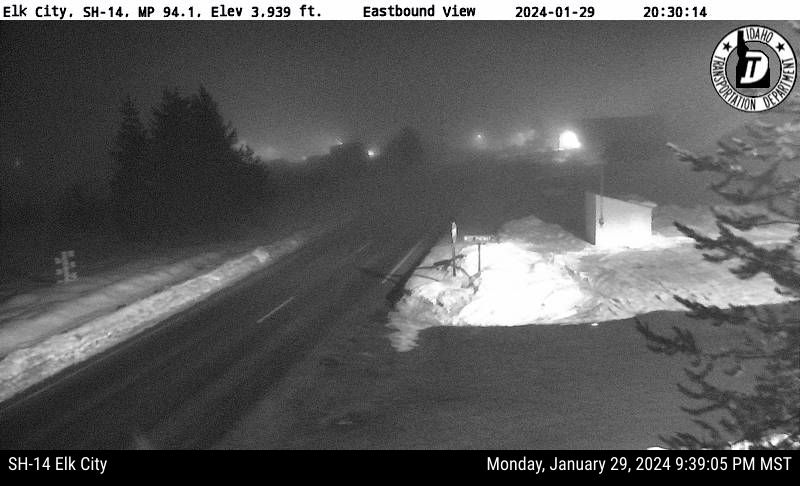 Elk City, SH-14, MP 94.1, Elev 3,939 ft. Eastbound View 2024-01-29 20:30:14
IDAHO
TRANSPORTATION DEPARTMENT
SH-14 Elk City Monday, January 29, 2024 9:39:05 PM MST